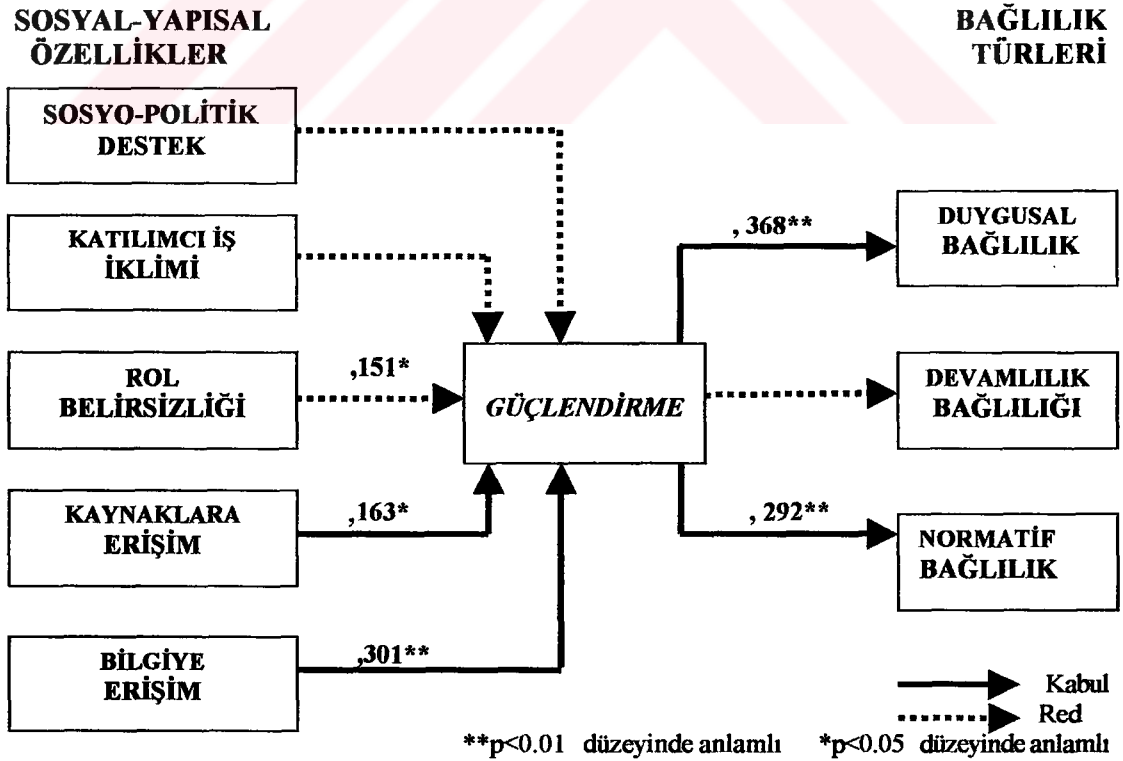 SOSYAL-YAPISAL
ÖZELLİKLER
BAĞLILIK
TÜRLERİ
SOSYO-POLİTİK
DESTEK
KATILIMCI İŞ
İKLİMİ
ROL
BELİRSİZLİĞİ
,151*
KAYNAKLARA
ERİŞİM
,163*
BİLGİYE
ERİŞİM
,301**
GÜÇLENDİRME
, 368**
DUYGUSAL
BAĞLILIK
DEVAMLILIK
BAĞLILIĞI
, 292**
NORMATİF
BAĞLILIK
Kabul
Red
**p<0.01 düzeyinde anlamlı *p<0.05 düzeyinde anlamlı